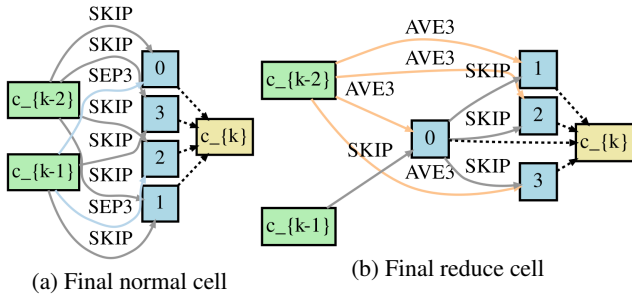 SKIP
SKIP
SEP3
SKIP
SKIP
SKIP
SEP3
SKIP
c_{k-2}
c_{k-1}
0
3
2
1
c_{k}
(a) Final normal cell
AVE3
AVE3
SKIP
AVE3
SKIP
SKIP
SKIP
AVE3
c_{k-2}
c_{k-1}
0
1
2
3
c_{k}
(b) Final reduce cell